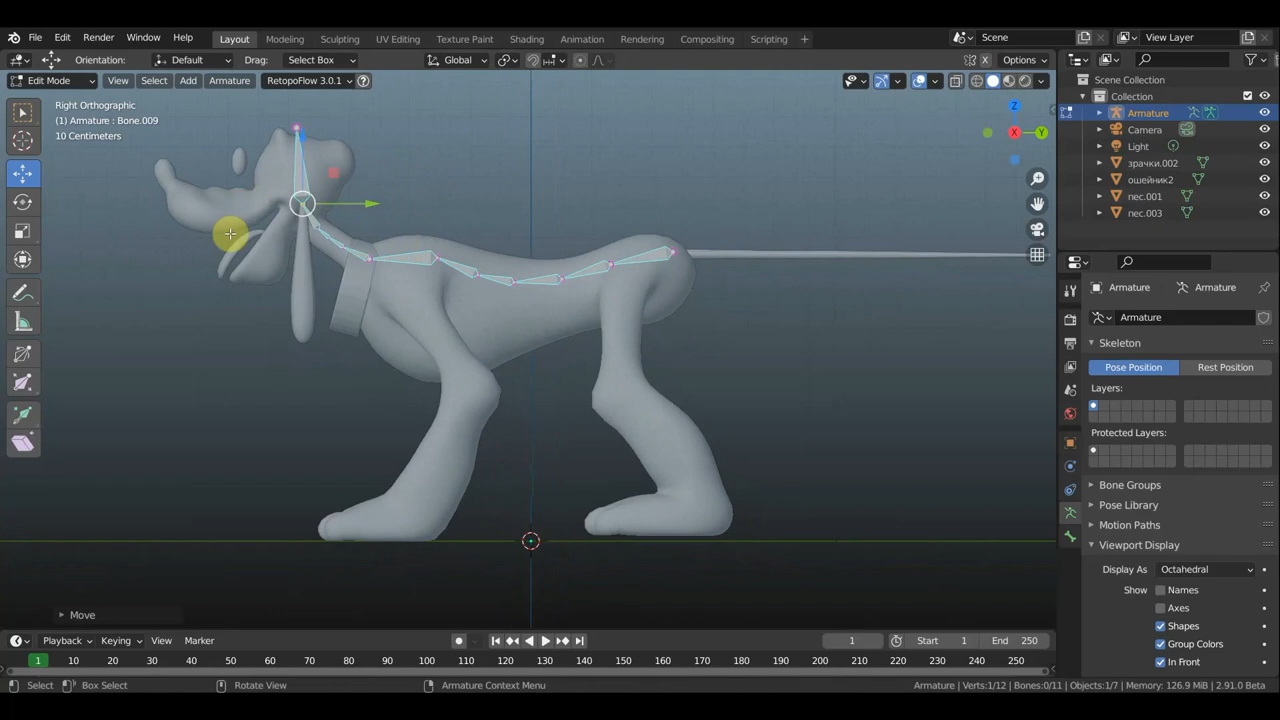 File Edit Render Window Help Layout Modeling Sculpting UV Editing Texture Paint Shading Animation Rendering Compositing Scripting + Scene View Layer
Orientation: Default Drag: Select Box Global X Options
Edit Mode View Select Add Armature RetopoFlow 3.0.1 ?
Right Orthographic
(1) Armature : Bone.009
10 Centimeters
Z
X
Y
Move
Scene Collection
Collection
Armature
Camera
Light
зрачки.002
ошейник2
пес.001
пес.003
Armature Armature
Armature
Skeleton
Pose Position Rest Position
Layers:
Protected Layers:
Bone Groups
Pose Library
Motion Paths
Viewport Display
Display As Octahedral
Show Names
Axes
Shapes
Group Colors
In Front
Playback Keying View Marker 1 Start 1 End 250
1 10 20 30 40 50 60 70 80 90 100 110 120 130 140 150 160 170 180 190 200 210 220 230 240 250
Select Box Select Rotate View Armature Context Menu Armature | Verts:1/12 | Bones:0/11 | Objects:1/7 | Memory: 126.9 MiB | 2.91.0 Beta